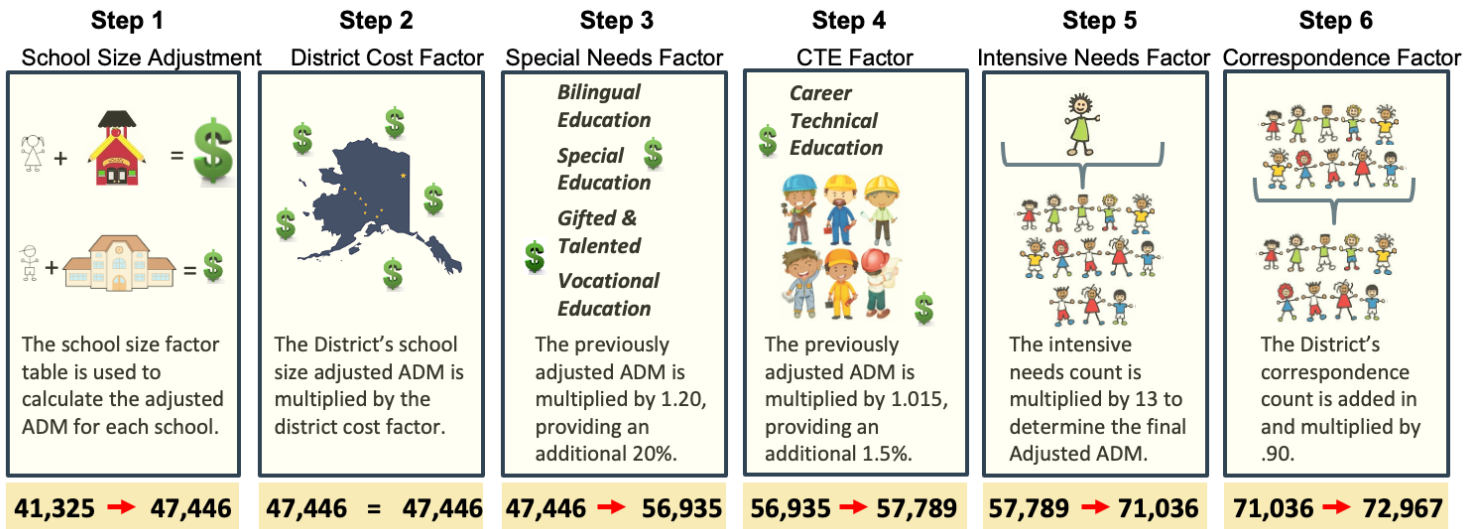 Step 1
School Size Adjustment
The school size factor
table is used to
calculate the adjusted
ADM for each school.
41,325 → 47,446
Step 2
District Cost Factor
The District’s school
size adjusted ADM is
multiplied by the
district cost factor.
47,446 = 47,446
Step 3
Special Needs Factor
Bilingual
Education
Special
Education
Gifted &
Talented
Vocational
Education
The previously
adjusted ADM is
multiplied by 1.20,
providing an
additional 20%.
47,446 → 56,935
Step 4
CTE Factor
Career
Technical
Education
The previously
adjusted ADM is
multiplied by 1.015,
providing an
additional 1.5%.
56,935 → 57,789
Step 5
Intensive Needs Factor
The intensive
needs count is
multiplied by 13 to
determine the final
Adjusted ADM.
57,789 → 71,036
Step 6
Correspondence Factor
The District’s
correspondence
count is added in
and multiplied by
.90.
71,036 → 72,967